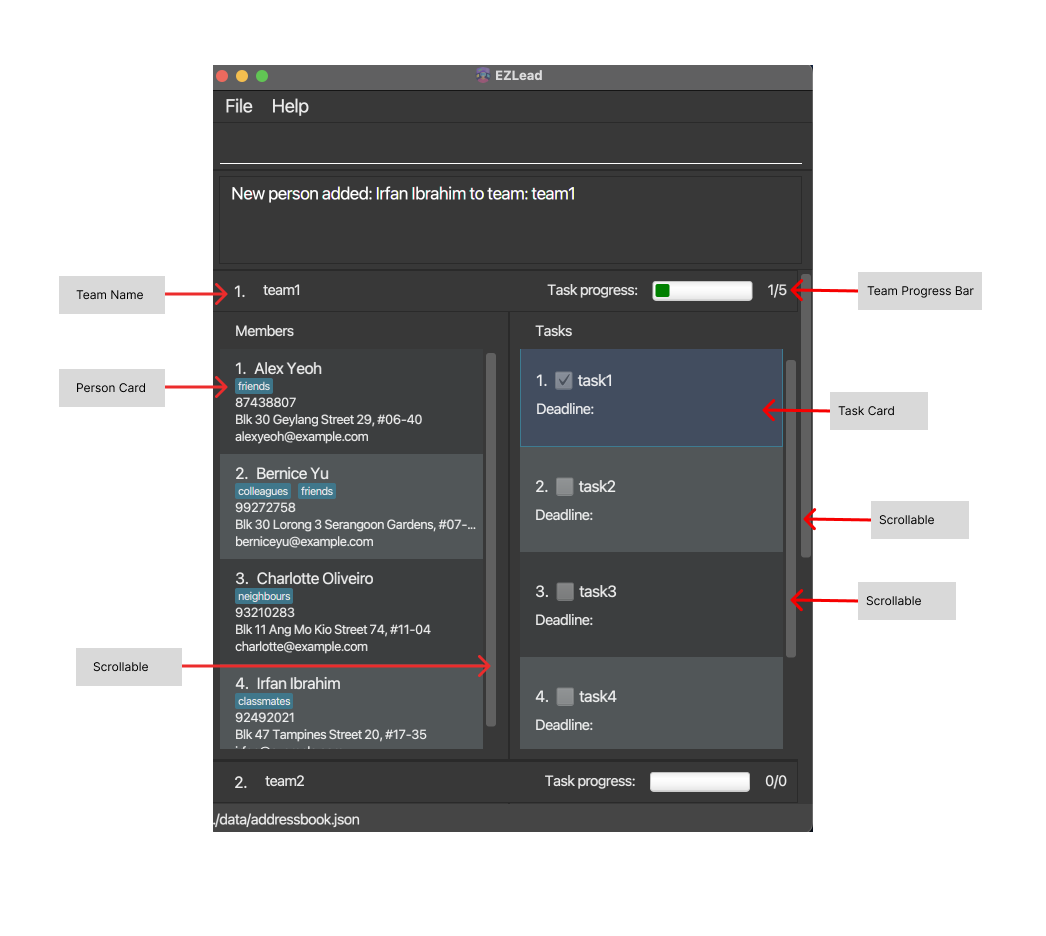 EZLead
File Help
New person added: Irfan Ibrahim to team: team1
Team Name
1. team1
Task progress: 1/5
Team Progress Bar
Members
Tasks
Person Card
1. Alex Yeoh
friends
87438807
Blk 30 Geylang Street 29, #06-40
alexyeoh@example.com
2. Bernice Yu
colleagues friends
99272758
Blk 30 Lorong 3 Serangoon Gardens, #07-...
berniceyu@example.com
3. Charlotte Oliveiro
neighbours
93210283
Blk 11 Ang Mo Kio Street 74, #11-04
charlotte@example.com
Scrollable
4. Irfan Ibrahim
classmates
92492021
Blk 47 Tampines Street 20, #17-35
1. task1
Deadline:
Task Card
2. task2
Deadline:
Scrollable
3. task3
Deadline:
Scrollable
4. task4
Deadline:
2. team2
Task progress: 0/0
./data/addressbook.json